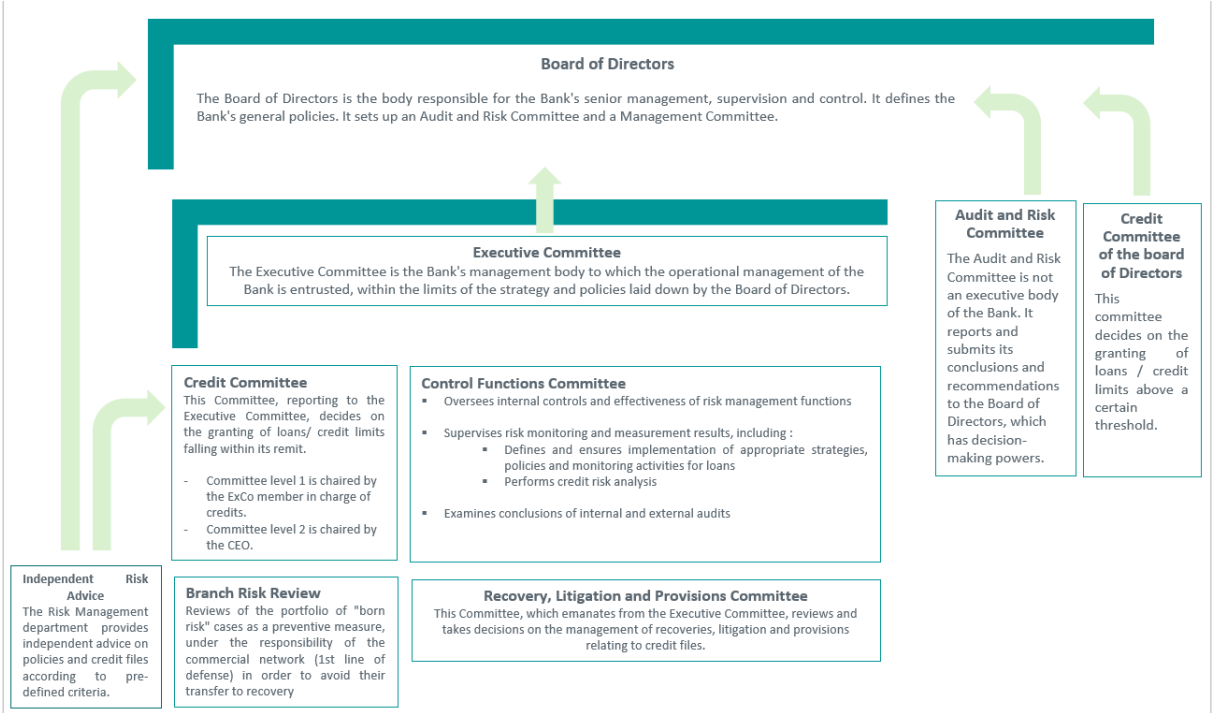 Board of Directors
The Board of Directors is the body responsible for the Bank's senior management, supervision and control. It defines the
Bank's general policies. It sets up an Audit and Risk Committee and a Management Committee.
Executive Committee
The Executive Committee is the Bank's management body to which the operational management of the
Bank is entrusted, within the limits of the strategy and policies laid down by the Board of Directors.
Audit and Risk
Committee
The Audit and Risk
Committee is not
an executive body
of the Bank. It
reports and
submits its
conclusions and
recommendations
to the Board of
Directors, which
has decision-
making powers.
Credit
Committee
of the board
of Directors
This
committee
decides on the
granting of
loans / credit
limits above a
certain
threshold.
Credit Committee
This Committee, reporting to the
Executive Committee, decides on
the granting of loans/ credit limits
falling within its remit.
- Committee level 1 is chaired by
the ExCo member in charge of
credits.
- Committee level 2 is chaired by
the CEO.
Control Functions Committee
▪ Oversees internal controls and effectiveness of risk management functions
▪ Supervises risk monitoring and measurement results, including :
▪ Defines and ensures implementation of appropriate strategies,
policies and monitoring activities for loans
▪ Performs credit risk analysis
▪ Examines conclusions of internal and external audits
Independent Risk
Advice
The Risk Management
department provides
independent advice on
policies and credit files
according to pre-
defined criteria.
Branch Risk Review
Reviews of the portfolio of "born
risk" cases as a preventive measure,
under the responsibility of the
commercial network (1st line of
defense) in order to avoid their
transfer to recovery
Recovery, Litigation and Provisions Committee
This Committee, which emanates from the Executive Committee, reviews and
takes decisions on the management of recoveries, litigation and provisions
relating to credit files.